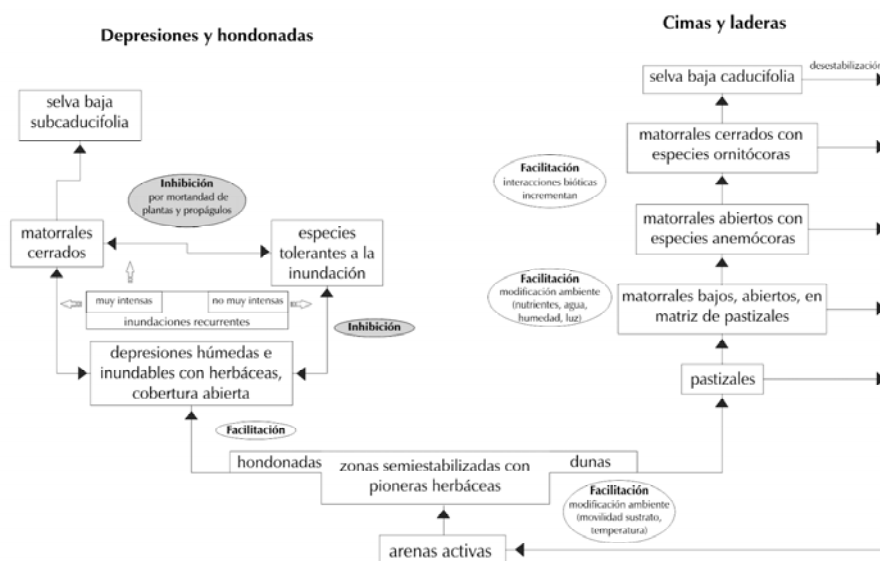 Depresiones y hondonadas
selva baja
subcaducifolia
Inhibición
por mortandad de
plantas y propágulos
matorrales
cerrados
especies
tolerantes a la
inundación
muy intensas
no muy intensas
inundaciones recurrentes
Inhibición
depresiones húmedas e
inundables con herbáceas,
cobertura abierta
Facilitación
Cimas y laderas
desestabilización
selva baja caducifolia
matorrales cerrados con
especies ornitócoras
Facilitación
interacciones bióticas
incrementan
matorrales abiertos con
especies anemócoras
Facilitación
modificación ambiente
(nutrientes, agua,
humedad, luz)
matorrales bajos, abiertos, en
matriz de pastizales
pastizales
hondonadas
zonas semiestabilizadas con
pioneras herbáceas
dunas
Facilitación
modificación ambiente
(movilidad sustrato,
temperatura)
arenas activas